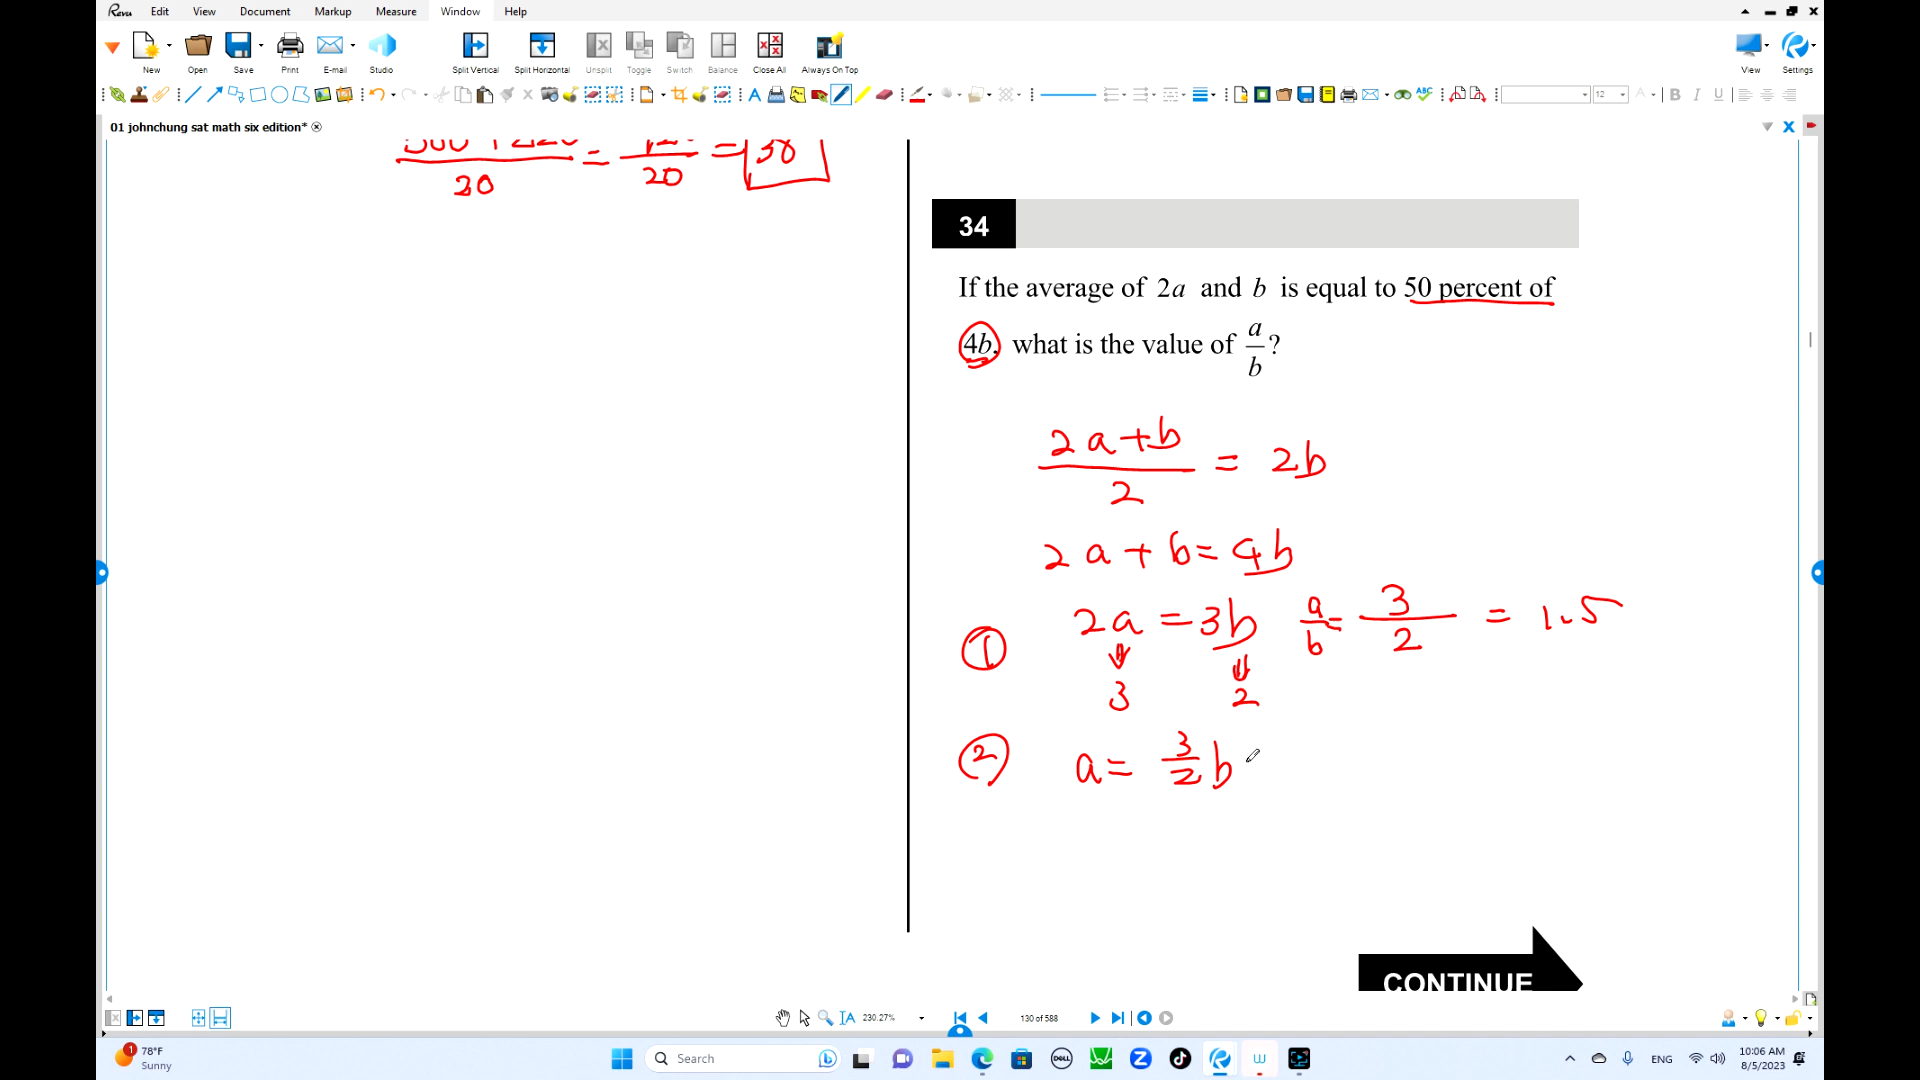 Revu Edit View Document Markup Measure Window Help
New Open Save Print E-mail Studio Split Vertical Split Horizontal Unsplit Toggle Switch Balance Close All Always On Top View Settings
12
01 johnchung sat math six edition*
20 = 20 = 38
34
If the average of 2a and b is equal to 50 percent of
4b, what is the value of a/b?
(2a+b)/2 = 2b
2a + b = 4b
① 2a = 3b a/b = 3/2 = 1.5
3 2
② a = 3/2 b
CONTINUE
230.27% 130 of 588
78°F
Sunny
Search
ENG
10:06 AM
8/5/2023